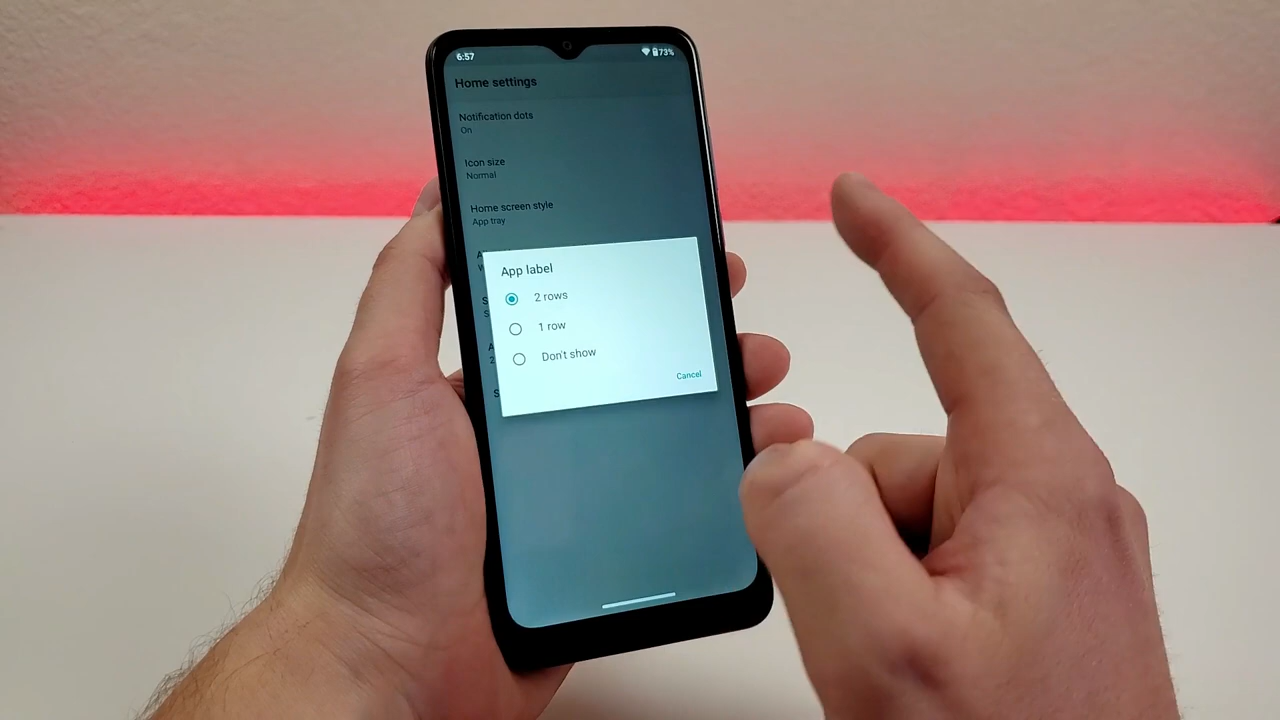 6:57
73%
Home settings
Notification dots
On
Icon size
Normal
Home screen style
App tray
App label
2 rows
1 row
Don't show
Cancel